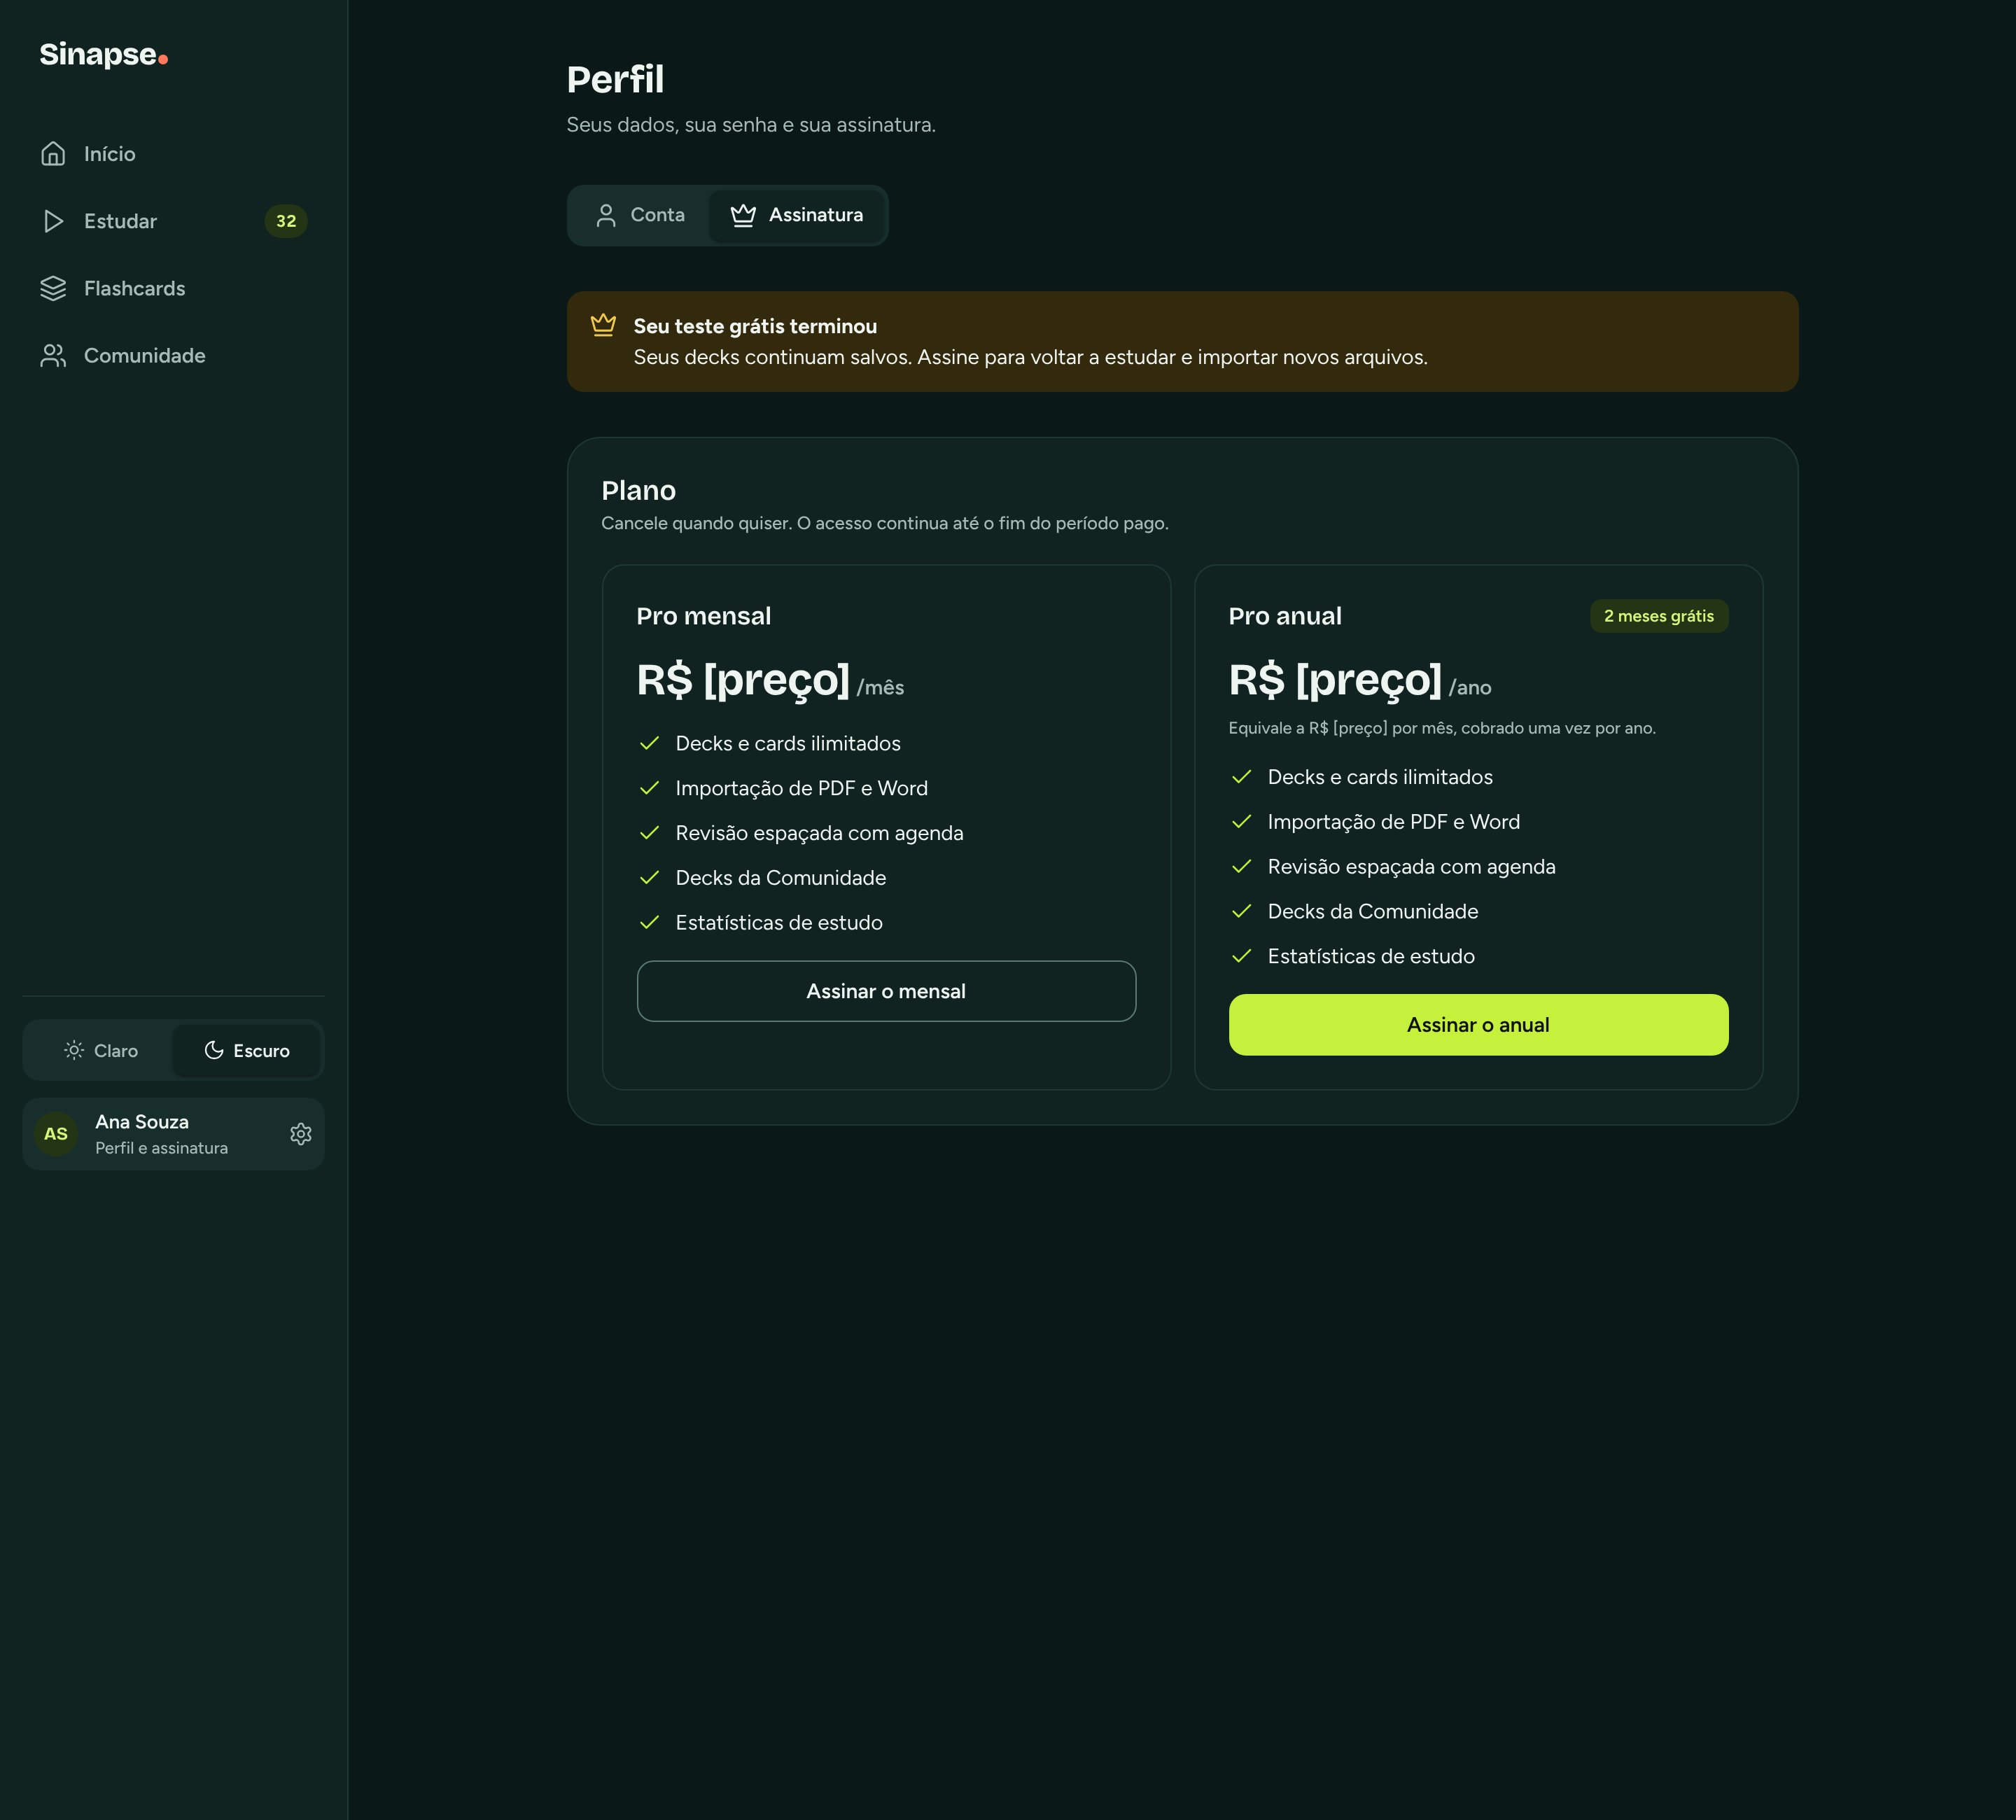 Sinapse.
Início
Estudar 32
Flashcards
Comunidade
Claro Escuro
AS Ana Souza
Perfil e assinatura
Perfil
Seus dados, sua senha e sua assinatura.
Conta Assinatura
Seu teste grátis terminou
Seus decks continuam salvos. Assine para voltar a estudar e importar novos arquivos.
Plano
Cancele quando quiser. O acesso continua até o fim do período pago.
Pro mensal
R$ [preço] /mês
Decks e cards ilimitados
Importação de PDF e Word
Revisão espaçada com agenda
Decks da Comunidade
Estatísticas de estudo
Assinar o mensal
Pro anual 2 meses grátis
R$ [preço] /ano
Equivale a R$ [preço] por mês, cobrado uma vez por ano.
Decks e cards ilimitados
Importação de PDF e Word
Revisão espaçada com agenda
Decks da Comunidade
Estatísticas de estudo
Assinar o anual